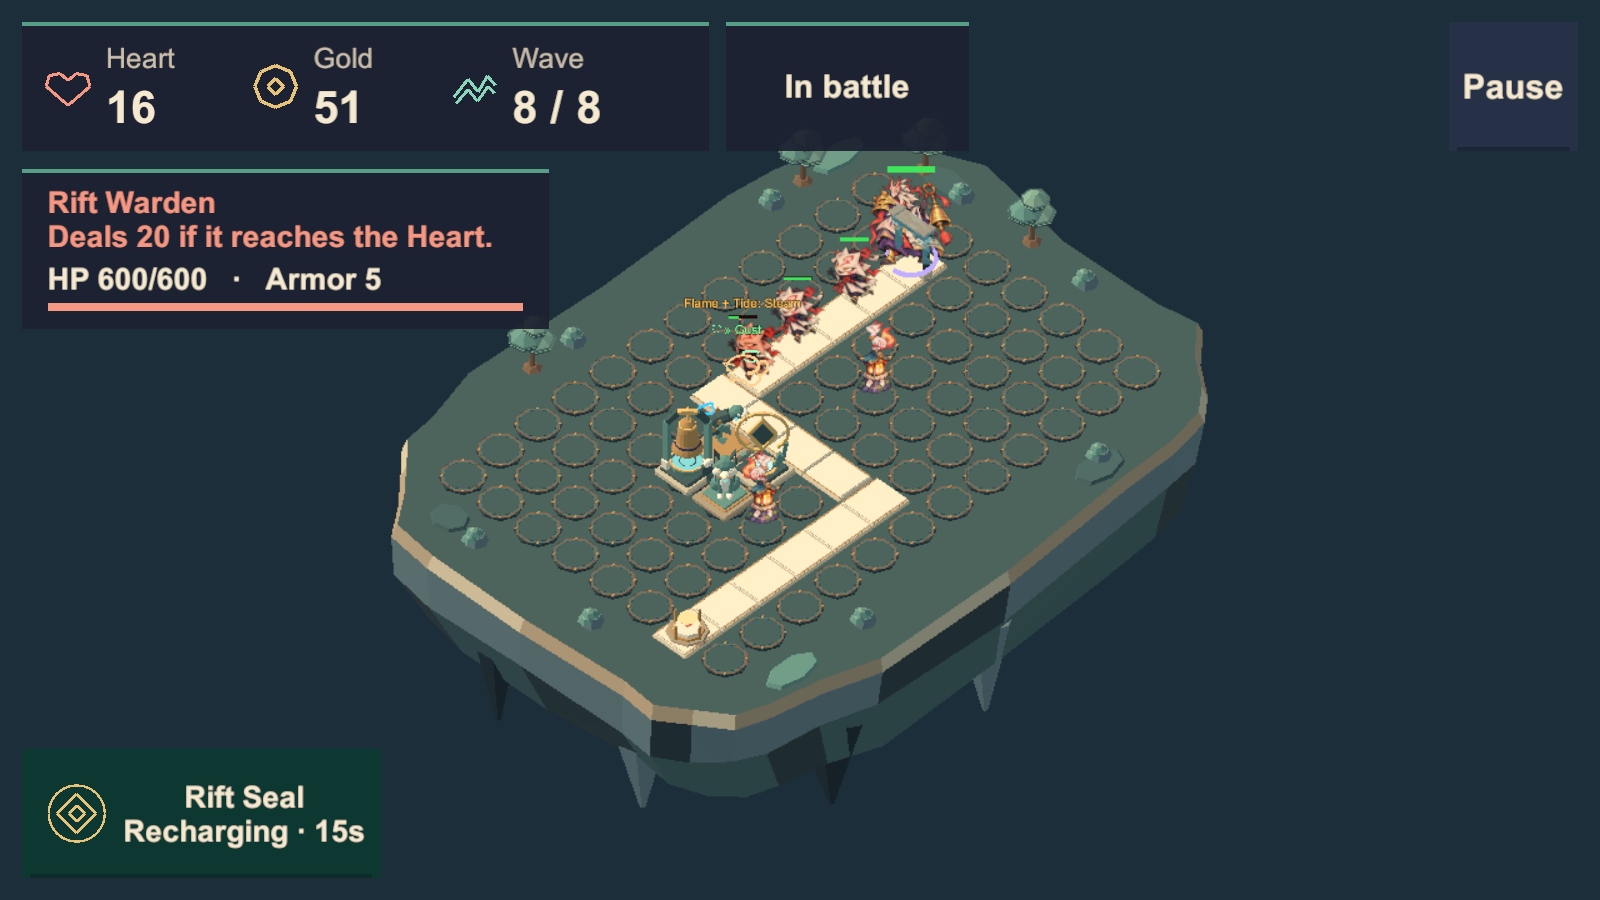 Heart
16
Gold
51
Wave
8 / 8
In battle
Pause
Rift Warden
Deals 20 if it reaches the Heart.
HP 600/600 · Armor 5
Flame + Tide: Steam
» Gust
Rift Seal
Recharging · 15s